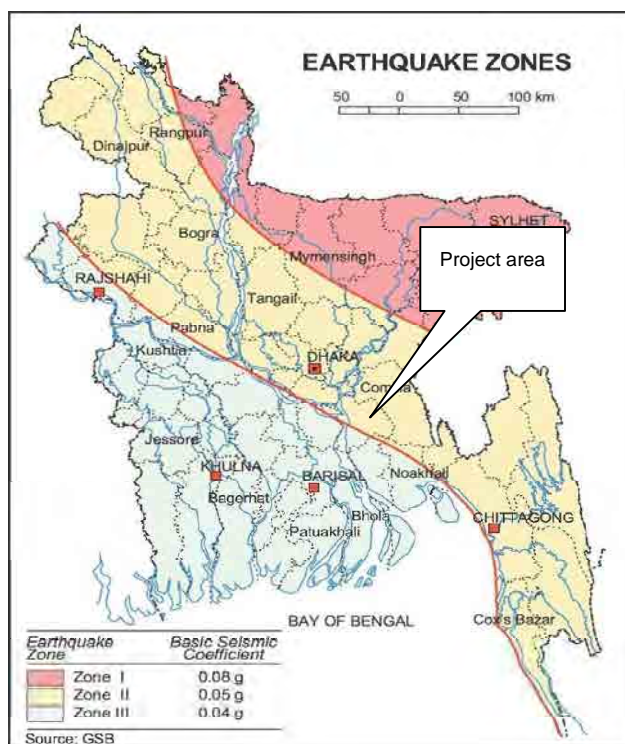 EARTHQUAKE ZONES
50 0 50 100 km
Rangpur
Dinajpur
SYLHET
Bogra
Mymensingh
Project area
RAJSHAHI
Tangail
Pabna
Kushtia
DHAKA
Jessore
KHULNA
BARISAL
Noakhali
Bagerhat
Bhola
CHITTAGONG
Patuakhali
BAY OF BENGAL
Cox's Bazar
Earthquake Zone
Basic Seismic Coefficient
Zone I 0.08 g
Zone II 0.05 g
Zone III 0.04 g
Source: GSB